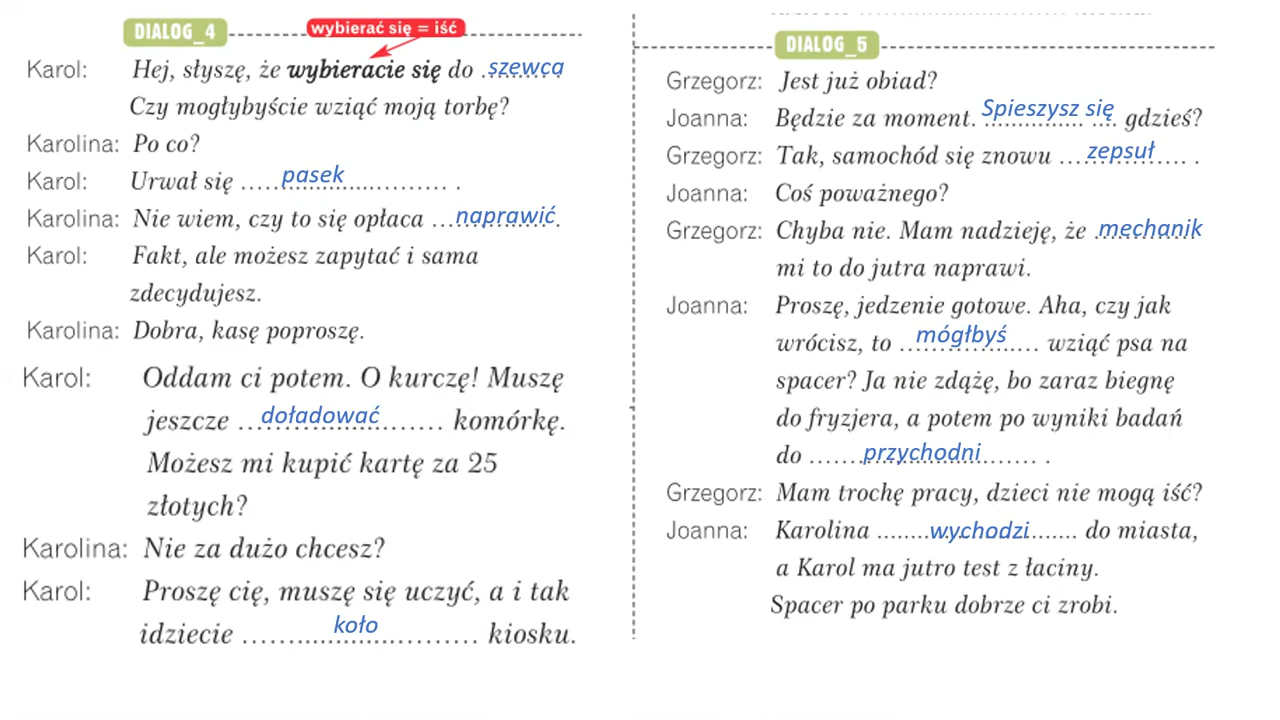 DIALOG_4
wybierać się = iść
Karol: Hej, słyszę, że wybieracie się do szewca
Czy mogłybyście wziąć moją torbę?
Karolina: Po co?
Karol: Urwał się ..... pasek ..... .
Karolina: Nie wiem, czy to się opłaca ... naprawić.
Karol: Fakt, ale możesz zapytać i sama
zdecydujesz.
Karolina: Dobra, kasę poproszę.
Karol: Oddam ci potem. O kurczę! Muszę
jeszcze ... doładować ...... komórkę.
Możesz mi kupić kartę za 25
złotych?
Karolina: Nie za dużo chcesz?
Karol: Proszę cię, muszę się uczyć, a i tak
idziecie ...... koło ...... kiosku.
DIALOG_5
Grzegorz: Jest już obiad?
Joanna: Będzie za moment. Spieszysz się gdzieś?
Grzegorz: Tak, samochód się znowu ... zepsuł ... .
Joanna: Coś poważnego?
Grzegorz: Chyba nie. Mam nadzieję, że mechanik
mi to do jutra naprawi.
Joanna: Proszę, jedzenie gotowe. Aha, czy jak
wrócisz, to ... mógłbyś ... wziąć psa na
spacer? Ja nie zdążę, bo zaraz biegnę
do fryzjera, a potem po wyniki badań
do ...... przychodni ...... .
Grzegorz: Mam trochę pracy, dzieci nie mogą iść?
Joanna: Karolina ........ wychodzi ....... do miasta,
a Karol ma jutro test z łaciny.
Spacer po parku dobrze ci zrobi.